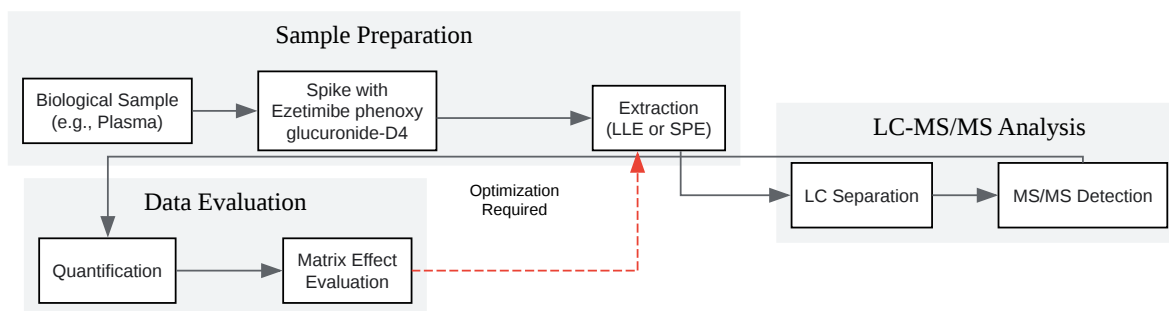 Sample Preparation
Biological Sample
(e.g., Plasma)
Spike with
Ezetimibe phenoxy
glucuronide-D4
Extraction
(LLE or SPE)
LC-MS/MS Analysis
LC Separation
MS/MS Detection
Optimization
Required
Data Evaluation
Quantification
Matrix Effect
Evaluation